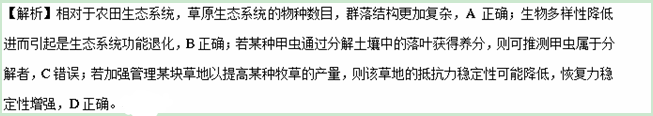 【解析】相对于农田生态系统，草原生态系统的物种数目，群落结构更加复杂，A 正确；生物多样性降低
进而引起是生态系统功能退化，B 正确；若某种甲虫通过分解土壤中的落叶获得养分，则可推测甲虫属于分
解者，C 错误；若加强管理某块草地以提高某种牧草的产量，则该草地的抵抗力稳定性可能降低，恢复力稳
定性增强，D 正确。